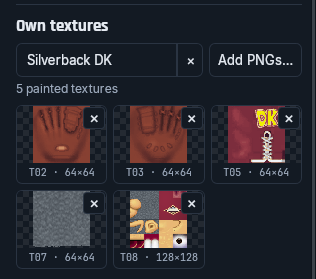 Own textures
Silverback DK ×
Add PNGs...
5 painted textures
×
×
DK ×
T02 · 64×64
T03 · 64×64
T05 · 64×64
×
×
T07 · 64×64
T08 · 128×128